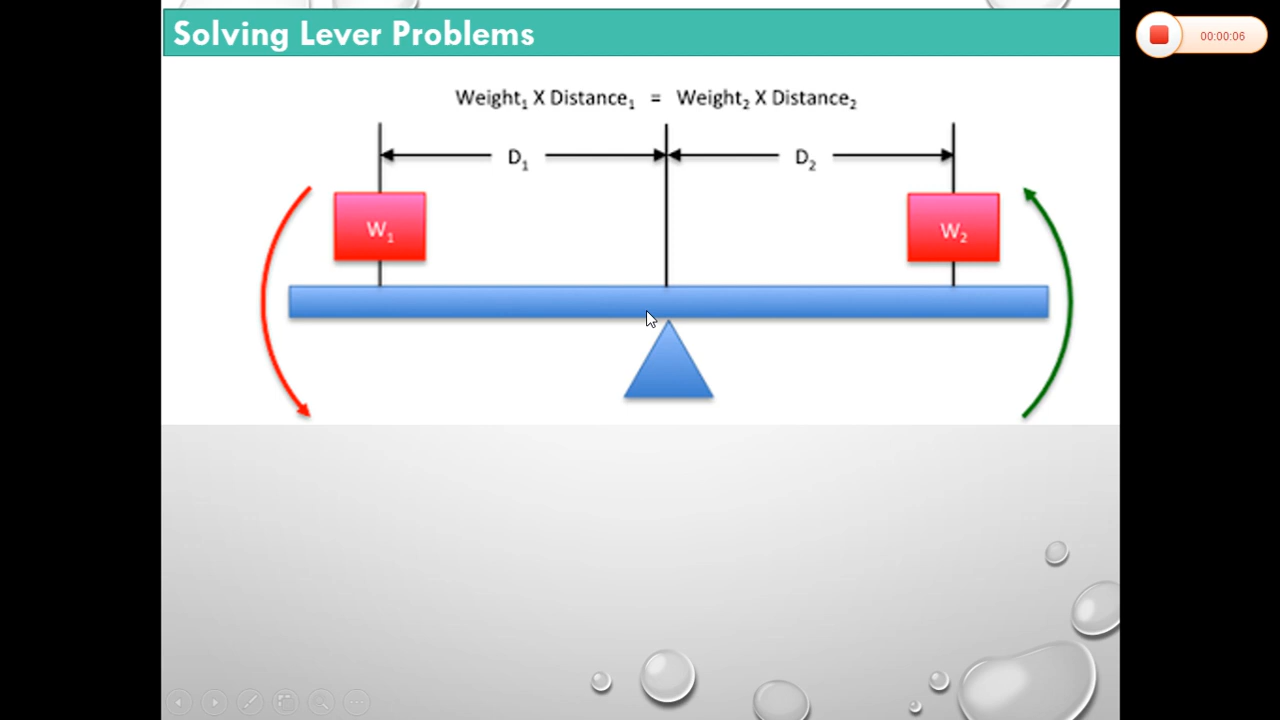 Solving Lever Problems
00:00:06
Weight₁ X Distance₁ = Weight₂ X Distance₂
D₁ D₂
W₁ W₂